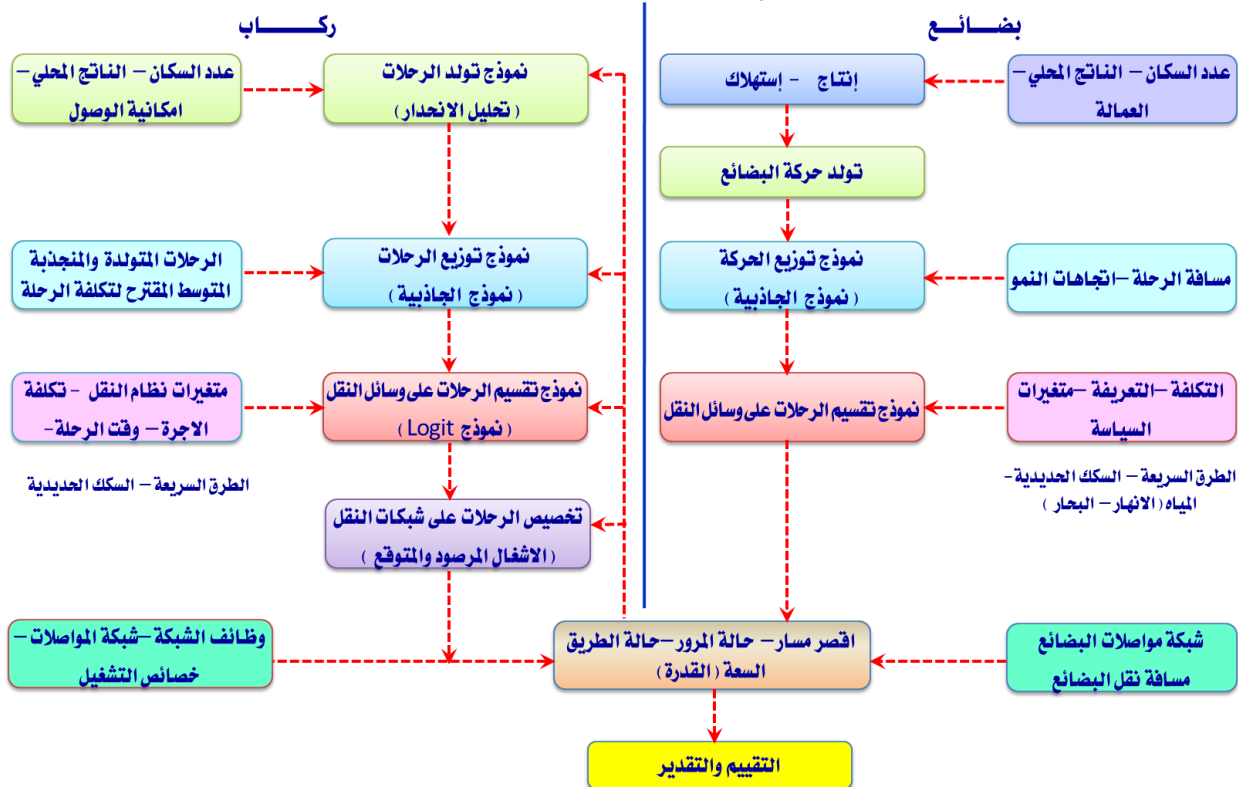 بضـــائـــع
ركــــــاب
عدد السكان – الناتج المحلي –
العمالة
إنتاج - إستهلاك
نموذج تولد الرحلات
(تحليل الانحدار)
عدد السكان – الناتج المحلي –
امكانية الوصول
تولد حركة البضائع
مسافة الرحلة –اتجاهات النمو
نموذج توزيع الحركة
(نموذج الجاذبية)
نموذج توزيع الرحلات
(نموذج الجاذبية)
الرحلات المتولدة والمنجذبة
المتوسط المقترح لتكلفة الرحلة
التكلفة –التعريفة –متغيرات
السياسة
نموذج تقسيم الرحلات على وسائل النقل
نموذج تقسيم الرحلات على وسائل النقل
(نموذج Logit)
متغيرات نظام النقل - تكلفة
الاجرة – وقت الرحلة-
الطرق السريعة – السكك الحديدية -
المياه (الانهار – البحار)
الطرق السريعة – السكك الحديدية
تخصيص الرحلات على شبكات النقل
(الاشغال المرصود والمتوقع)
شبكة مواصلات البضائع
مسافة نقل البضائع
اقصر مسار – حالة المرور –حالة الطريق
السعة (القدرة)
وظائف الشبكة –شبكة المواصلات –
خصائص التشغيل
التقييم والتقدير